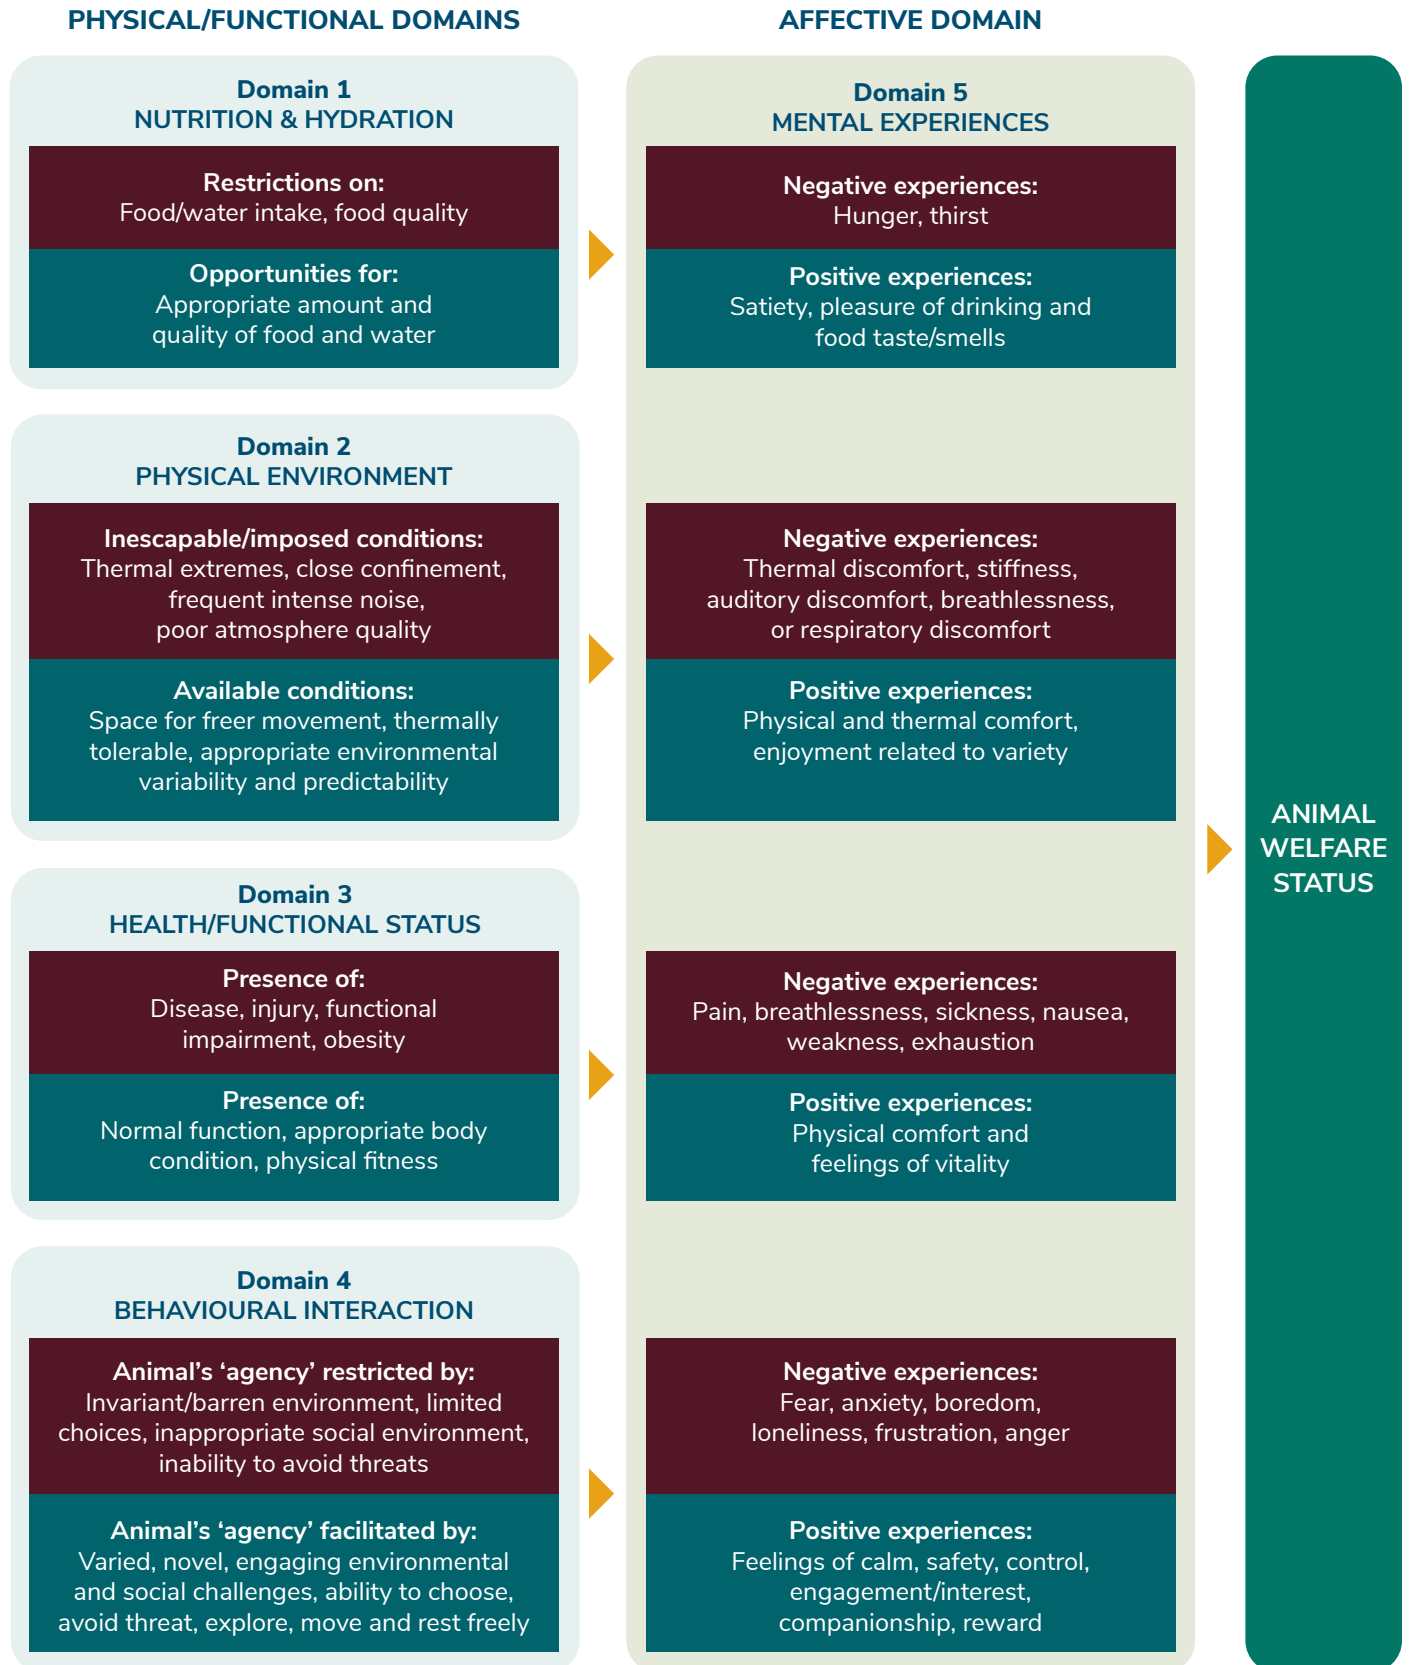 PHYSICAL/FUNCTIONAL DOMAINS
AFFECTIVE DOMAIN
Domain 1
NUTRITION & HYDRATION
Restrictions on:
Food/water intake, food quality
Opportunities for:
Appropriate amount and
quality of food and water
Domain 2
PHYSICAL ENVIRONMENT
Inescapable/imposed conditions:
Thermal extremes, close confinement,
frequent intense noise,
poor atmosphere quality
Available conditions:
Space for freer movement, thermally
tolerable, appropriate environmental
variability and predictability
Domain 3
HEALTH/FUNCTIONAL STATUS
Presence of:
Disease, injury, functional
impairment, obesity
Presence of:
Normal function, appropriate body
condition, physical fitness
Domain 4
BEHAVIOURAL INTERACTION
Animal’s ‘agency’ restricted by:
Invariant/barren environment, limited
choices, inappropriate social environment,
inability to avoid threats
Animal’s ‘agency’ facilitated by:
Varied, novel, engaging environmental
and social challenges, ability to choose,
avoid threat, explore, move and rest freely
Domain 5
MENTAL EXPERIENCES
Negative experiences:
Hunger, thirst
Positive experiences:
Satiety, pleasure of drinking and
food taste/smells
Negative experiences:
Thermal discomfort, stiffness,
auditory discomfort, breathlessness,
or respiratory discomfort
Positive experiences:
Physical and thermal comfort,
enjoyment related to variety
Negative experiences:
Pain, breathlessness, sickness, nausea,
weakness, exhaustion
Positive experiences:
Physical comfort and
feelings of vitality
Negative experiences:
Fear, anxiety, boredom,
loneliness, frustration, anger
Positive experiences:
Feelings of calm, safety, control,
engagement/interest,
companionship, reward
ANIMAL
WELFARE
STATUS